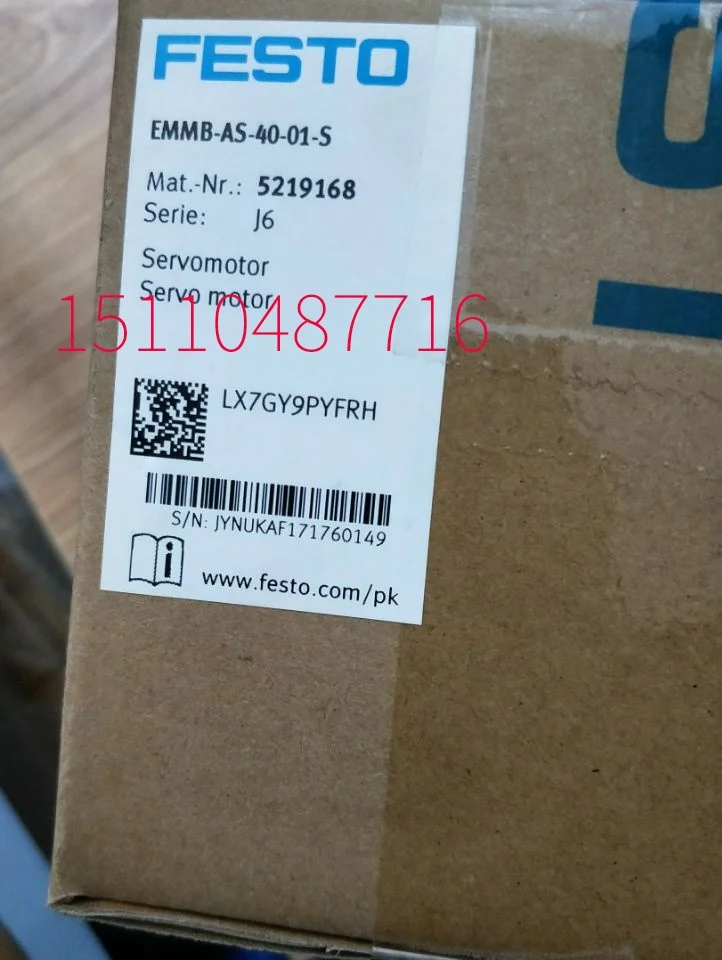 FESTO
EMMB-AS-40-01-S
Mat.-Nr.: 5219168
Serie: J6
Servomotor
Servo motor
15110487716
LX7GY9PYFRH
S/N: JYNUKAF171760149
i
www.festo.com/pk
S